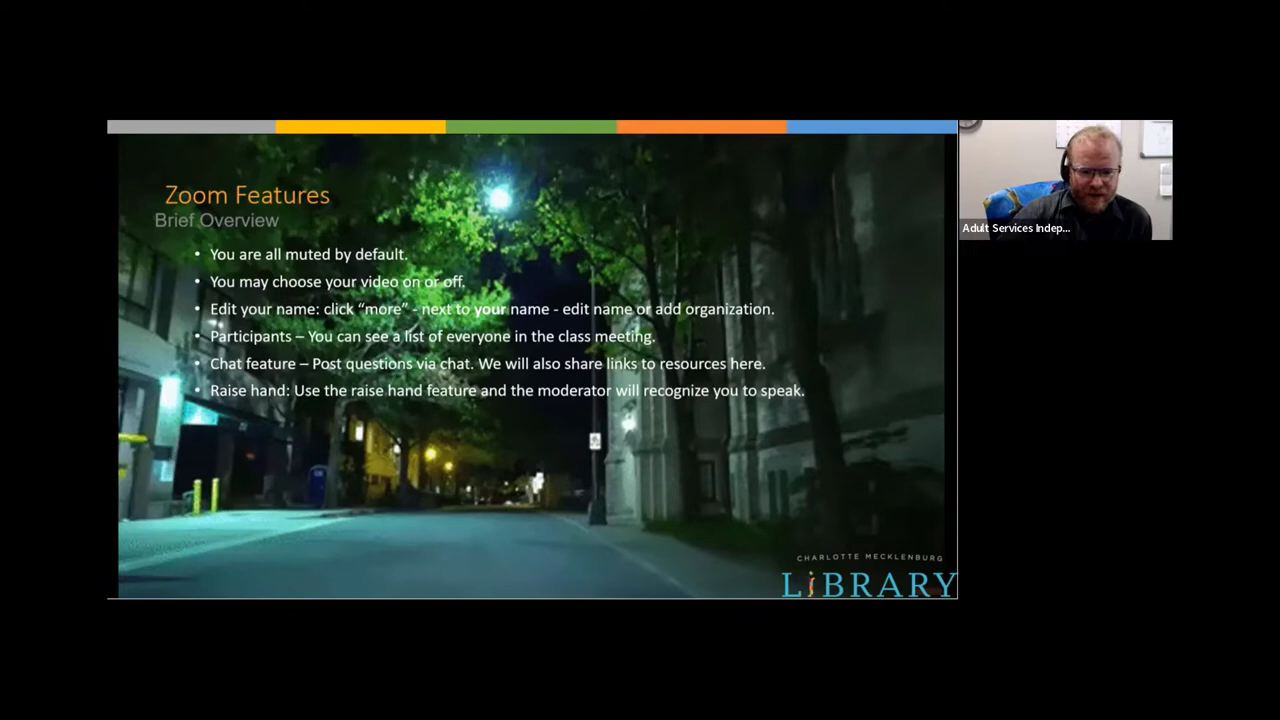 Zoom Features
Brief Overview
• You are all muted by default.
• You may choose your video on or off.
• Edit your name: click “more” - next to your name - edit name or add organization.
• Participants – You can see a list of everyone in the class meeting.
• Chat feature – Post questions via chat. We will also share links to resources here.
• Raise hand: Use the raise hand feature and the moderator will recognize you to speak.
CHARLOTTE MECKLENBURG
LiBRARY
Adult Services Indep...